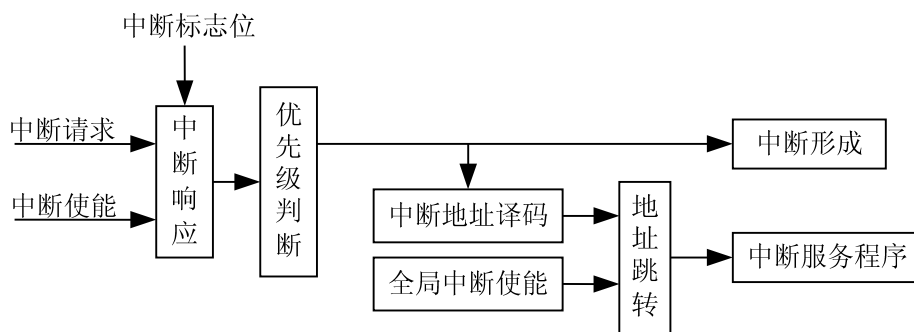 中断标志位
中断请求
中断使能
中断响应
优先级判断
中断形成
中断地址译码
全局中断使能
地址跳转
中断服务程序